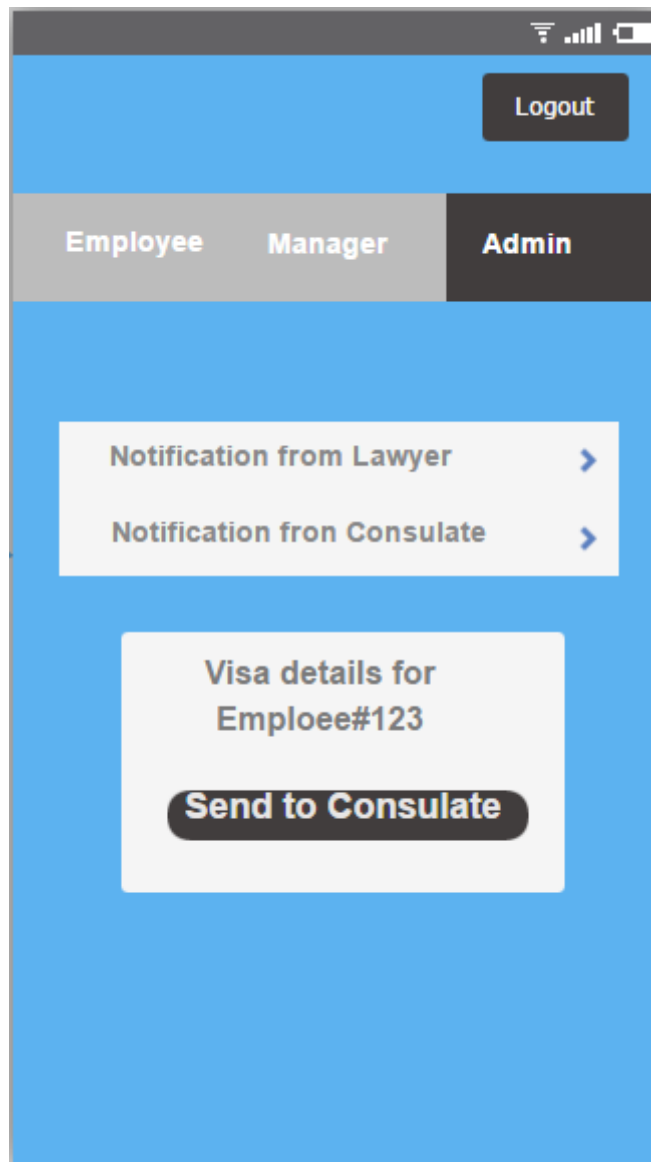 Logout
Employee Manager Admin
Notification from Lawyer
Notification fron Consulate
Visa details for
Emploee#123
Send to Consulate